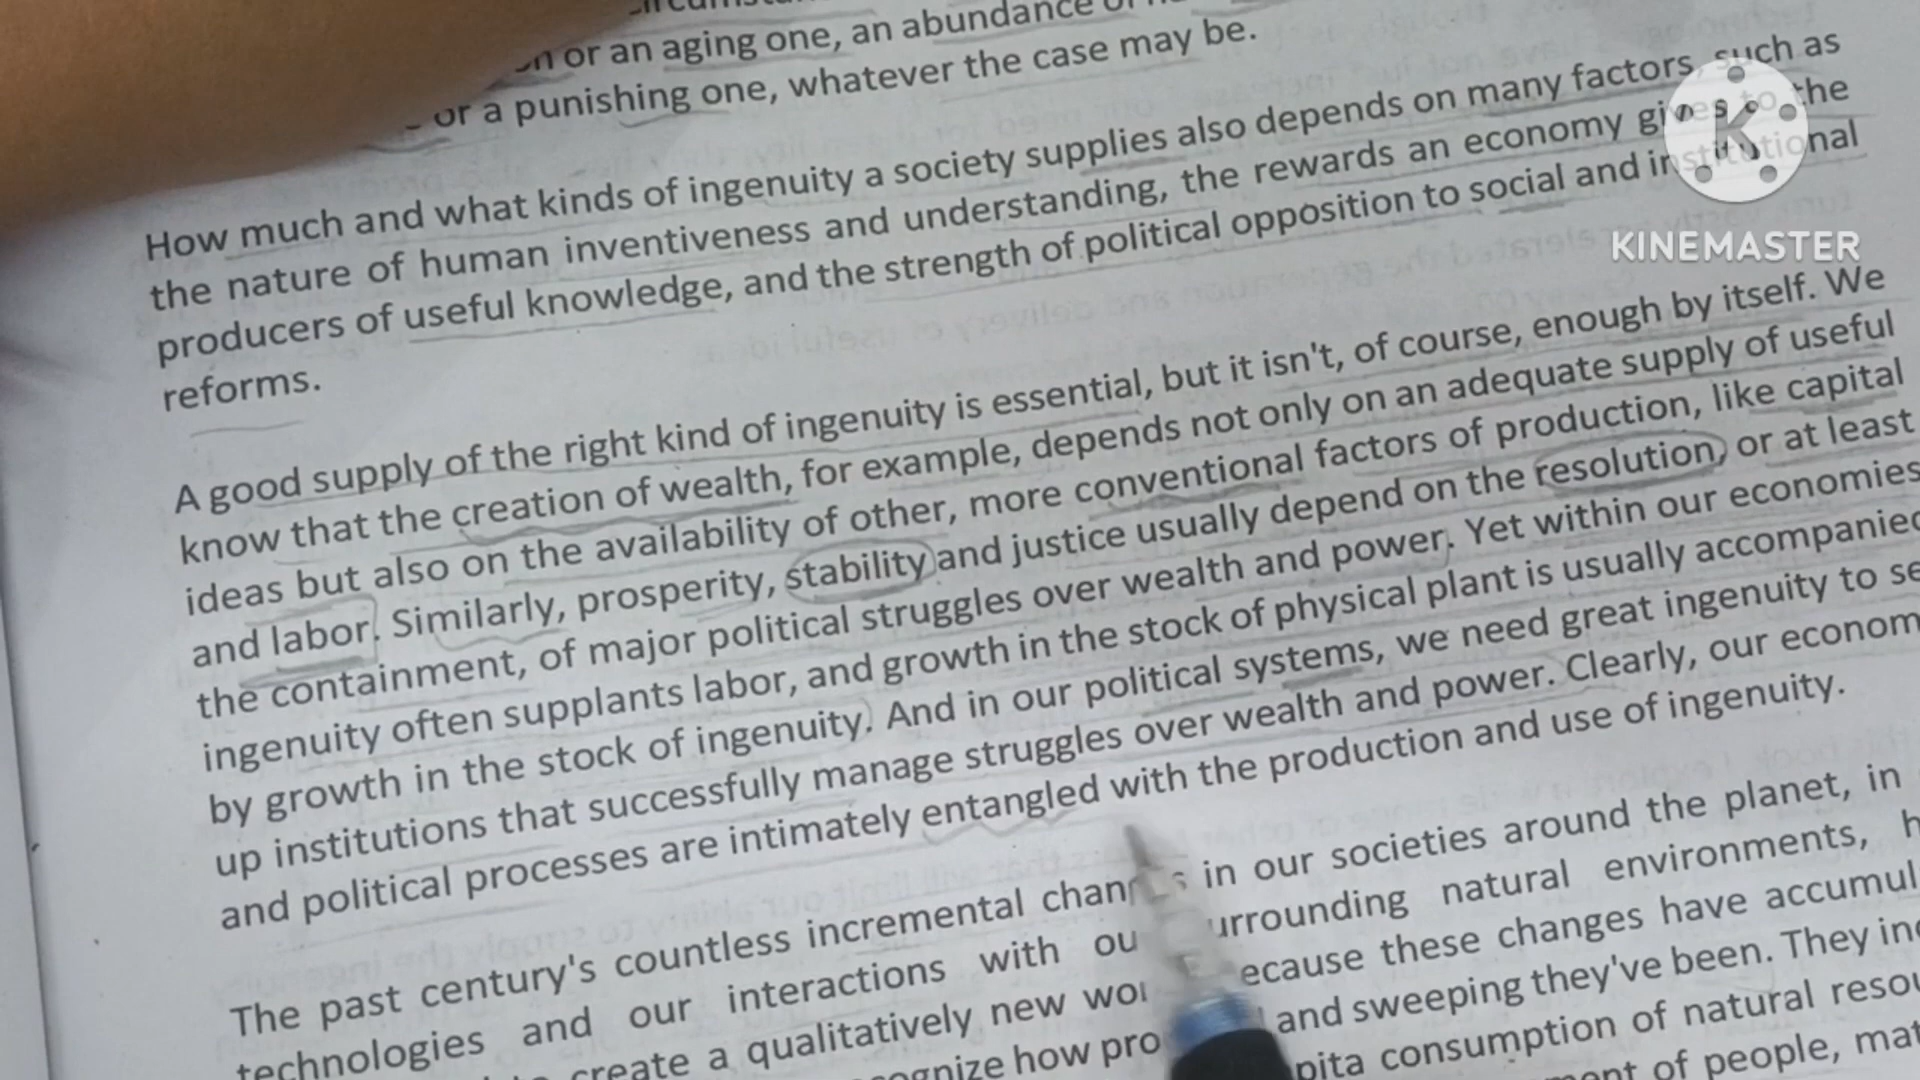 or an aging one, an abundance
or a punishing one, whatever the case may be.
How much and what kinds of ingenuity a society supplies also depends on many factors, such as
the nature of human inventiveness and understanding, the rewards an economy gives to the
producers of useful knowledge, and the strength of political opposition to social and institutional
reforms.
A good supply of the right kind of ingenuity is essential, but it isn't, of course, enough by itself. We
know that the creation of wealth, for example, depends not only on an adequate supply of useful
ideas but also on the availability of other, more conventional factors of production, like capital
and labor. Similarly, prosperity, stability and justice usually depend on the resolution, or at least
the containment, of major political struggles over wealth and power. Yet within our economies
ingenuity often supplants labor, and growth in the stock of physical plant is usually accompanied
by growth in the stock of ingenuity. And in our political systems, we need great ingenuity to se
up institutions that successfully manage struggles over wealth and power. Clearly, our econom
and political processes are intimately entangled with the production and use of ingenuity.
The past century's countless incremental in our societies around the planet, in
technologies and our interactions with natural environments,
create a qualitatively new these changes have accumul
how and sweeping they've been. They
consumption of natural
of people,
KINEMASTER